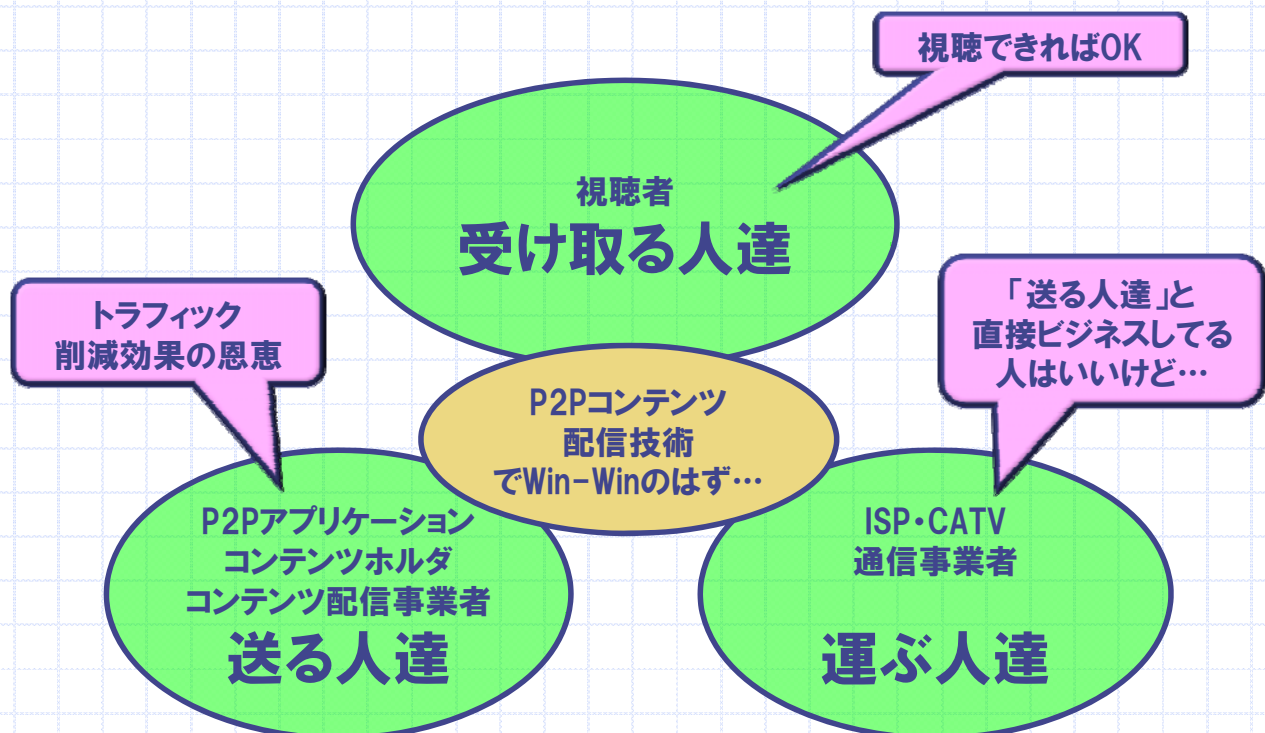 視聴できればOK
視聴者
受け取る人達
トラフィック
削減効果の恩恵
「送る人達」と
直接ビジネスしてる
人はいいけど…
P2Pコンテンツ
配信技術
でWin-Winのはず…
P2Pアプリケーション
コンテンツホルダ
コンテンツ配信事業者
送る人達
ISP・CATV
通信事業者
運ぶ人達